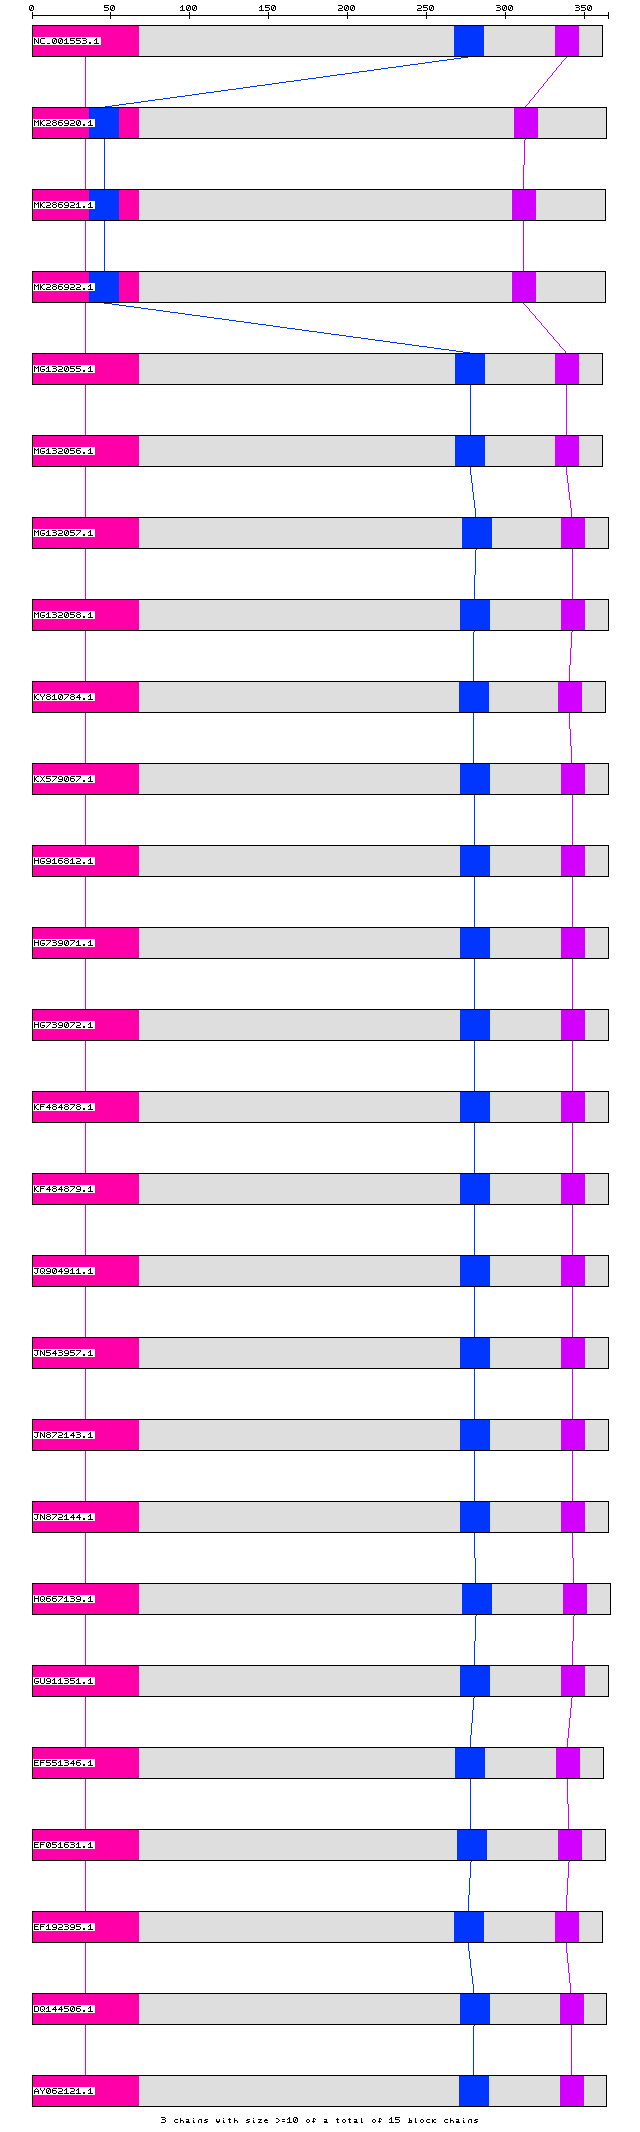 0 50 100 150 200 250 300 350
NC_001553.1
MK286920.1
MK286921.1
MK286922.1
MG132055.1
MG132056.1
MG132057.1
MG132058.1
KY810784.1
KX579067.1
HG916812.1
HG739071.1
HG739072.1
KF484878.1
KF484879.1
JQ904911.1
JN543957.1
JN872143.1
JN872144.1
HQ667139.1
GU911351.1
EF551346.1
EF051631.1
EF192395.1
DQ144506.1
AY062121.1
3 chains with size >=10 of a total of 15 block chains